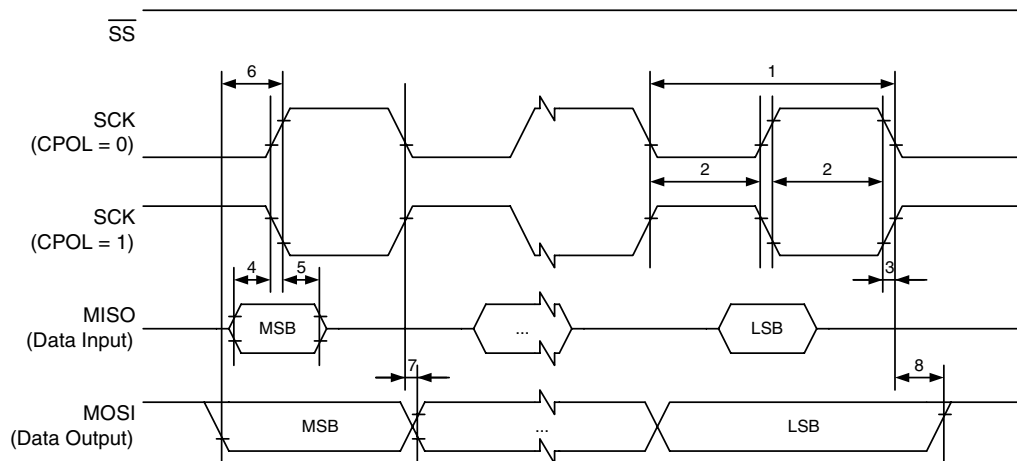 SS
6
1
SCK
(CPOL = 0)
2
2
SCK
(CPOL = 1)
4
5
3
MISO
(Data Input)
MSB
...
LSB
7
8
MOSI
(Data Output)
MSB
...
LSB